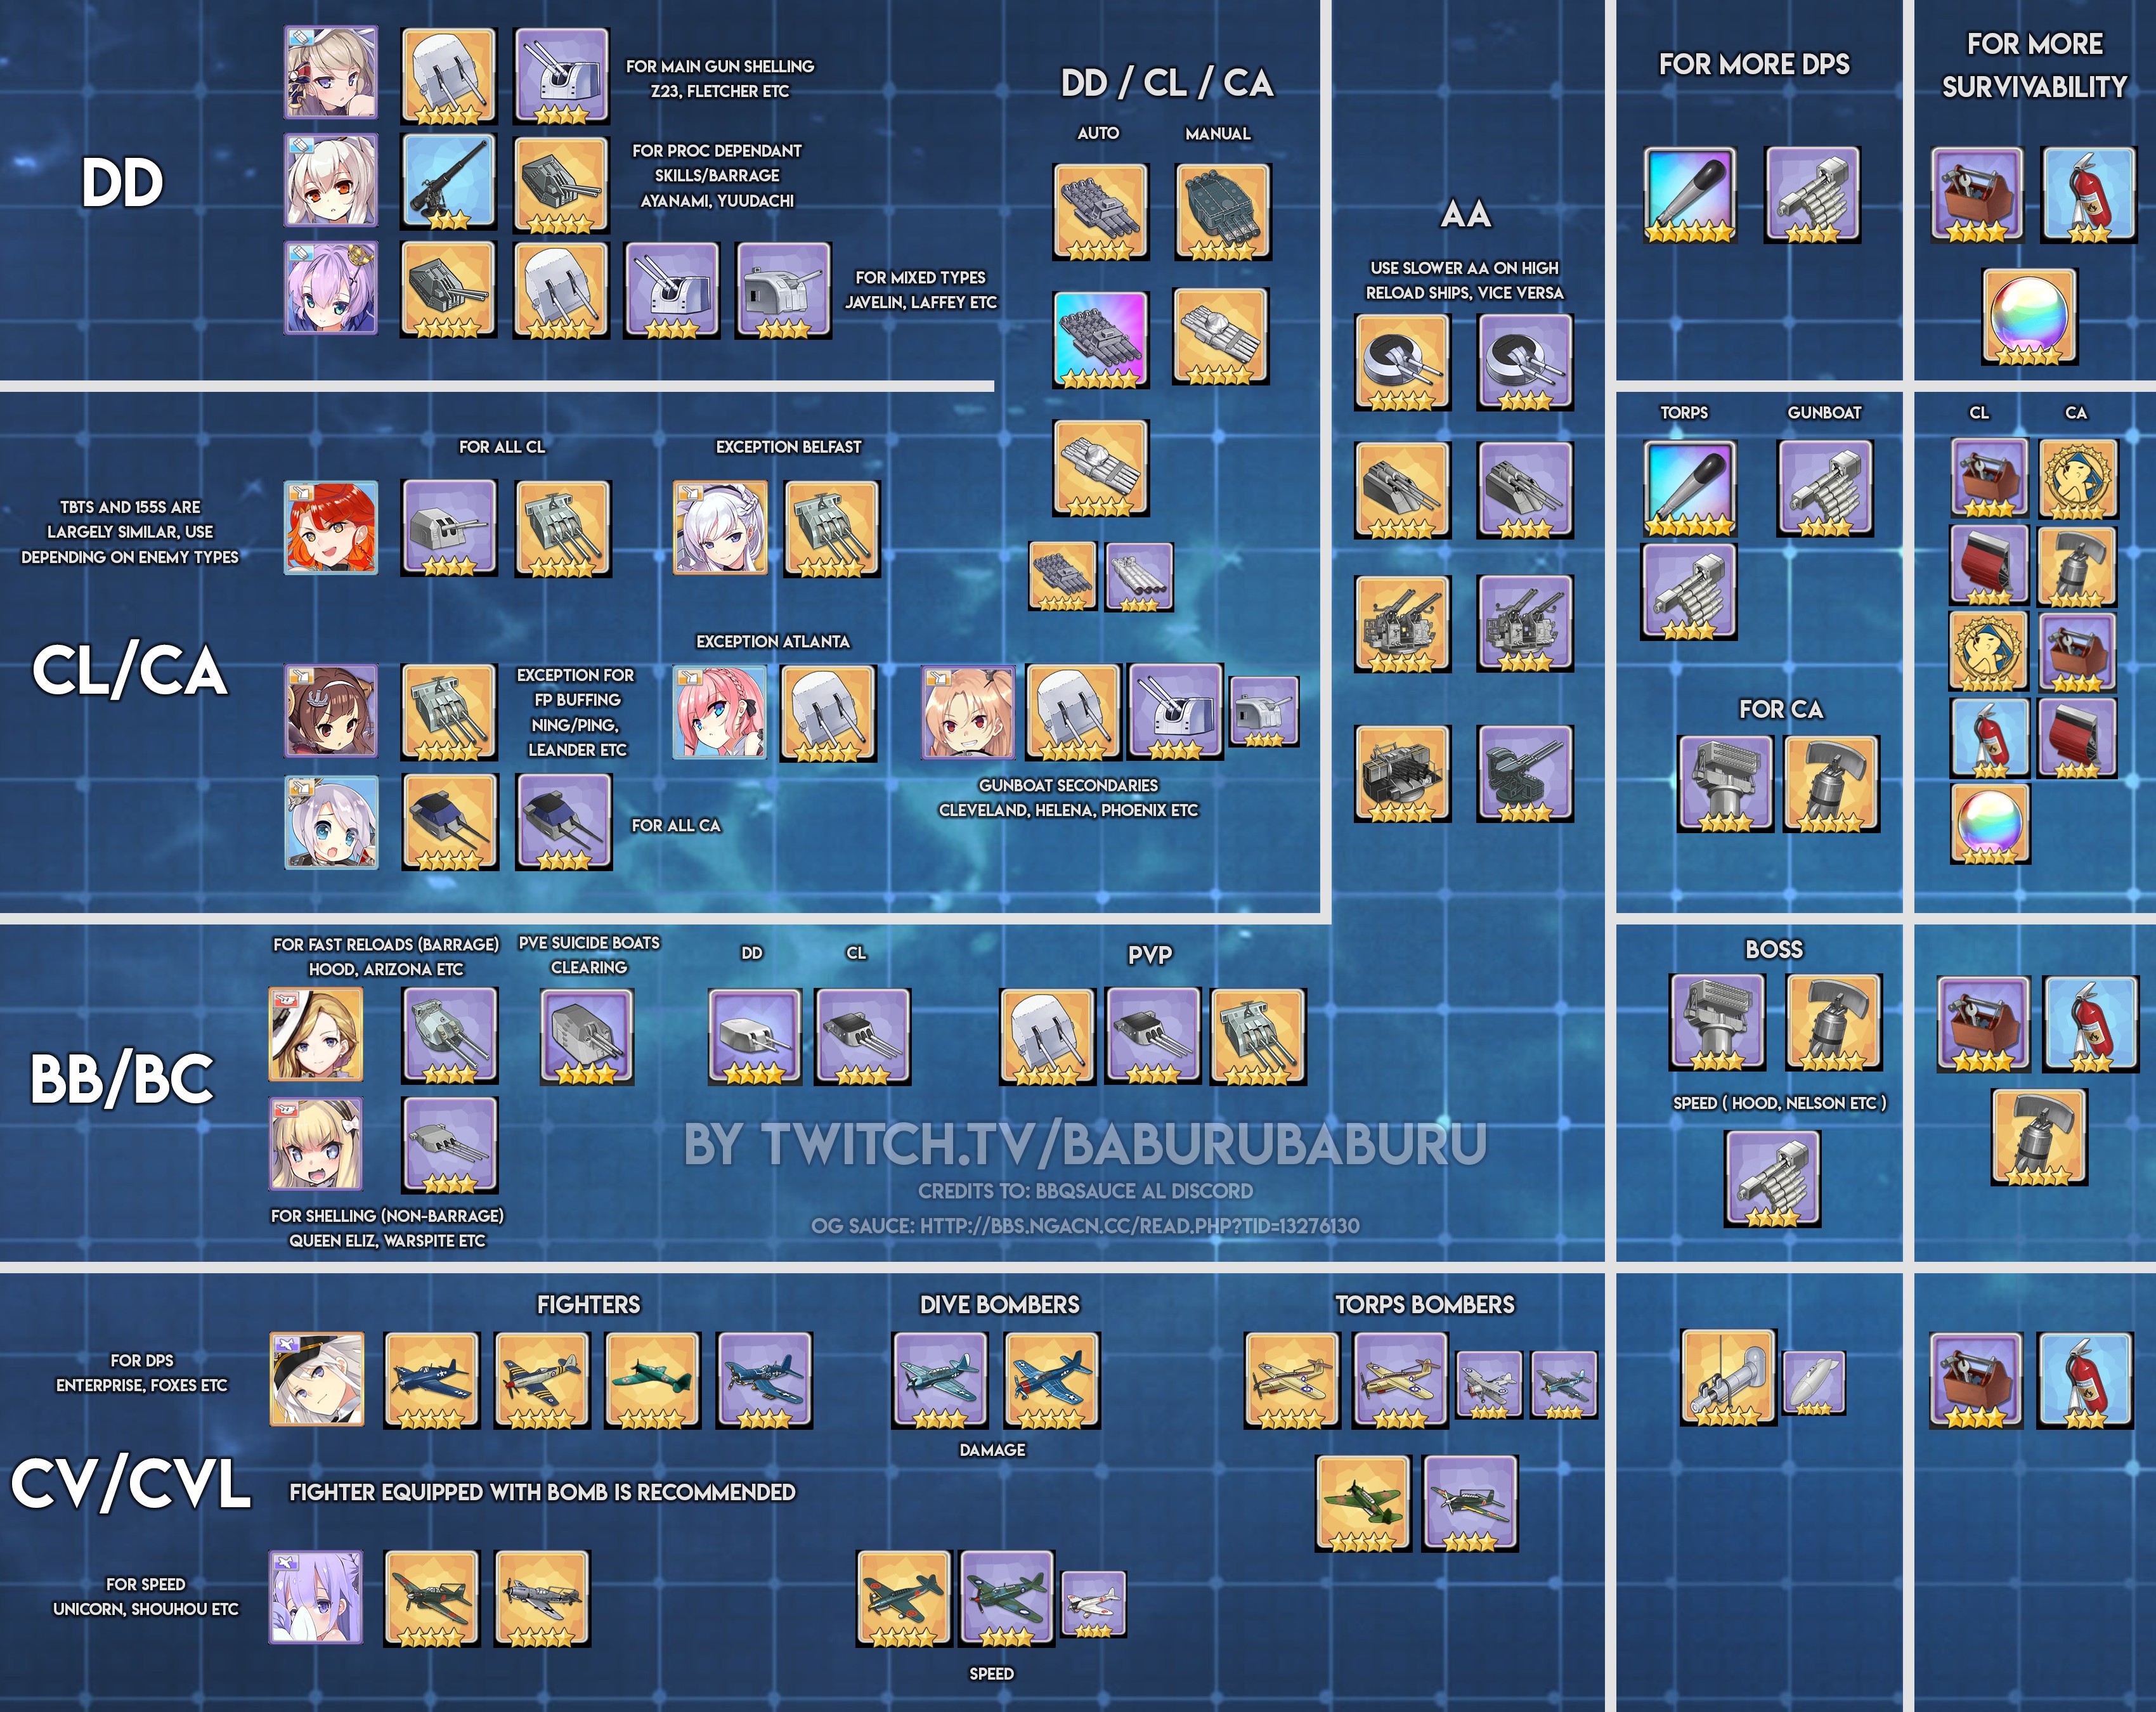 DD
FOR MAIN GUN SHELLING
Z23, FLETCHER ETC
FOR PROC DEPENDANT
SKILLS/BARRAGE
AYANAMI, YUUDACHI
FOR MIXED TYPES
JAVELIN, LAFFEY ETC
DD / CL / CA
AUTO
MANUAL
AA
USE SLOWER AA ON HIGH
RELOAD SHIPS, VICE VERSA
FOR MORE DPS
FOR MORE
SURVIVABILITY
CL/CA
TBTS AND 155S ARE
LARGELY SIMILAR, USE
DEPENDING ON ENEMY TYPES
FOR ALL CL
EXCEPTION BELFAST
EXCEPTION FOR
FP BUFFING
NING/PING,
LEANDER ETC
EXCEPTION ATLANTA
GUNBOAT SECONDARIES
CLEVELAND, HELENA, PHOENIX ETC
FOR ALL CA
TORPS
GUNBOAT
FOR CA
CL
CA
BB/BC
FOR FAST RELOADS (BARRAGE)
HOOD, ARIZONA ETC
PVE SUICIDE BOATS
CLEARING
DD
CL
PVP
FOR SHELLING (NON-BARRAGE)
QUEEN ELIZ, WARSPITE ETC
BY TWITCH.TV/BABURUBABURU
CREDITS TO: BBQSAUCE AL DISCORD
OG SAUCE: HTTP://BBS.NGACN.CC/READ.PHP?TID=13276130
BOSS
SPEED ( HOOD, NELSON ETC )
CV/CVL
FIGHTERS
DIVE BOMBERS
TORPS BOMBERS
FOR DPS
ENTERPRISE, FOXES ETC
DAMAGE
FIGHTER EQUIPPED WITH BOMB IS RECOMMENDED
FOR SPEED
UNICORN, SHOUHOU ETC
SPEED